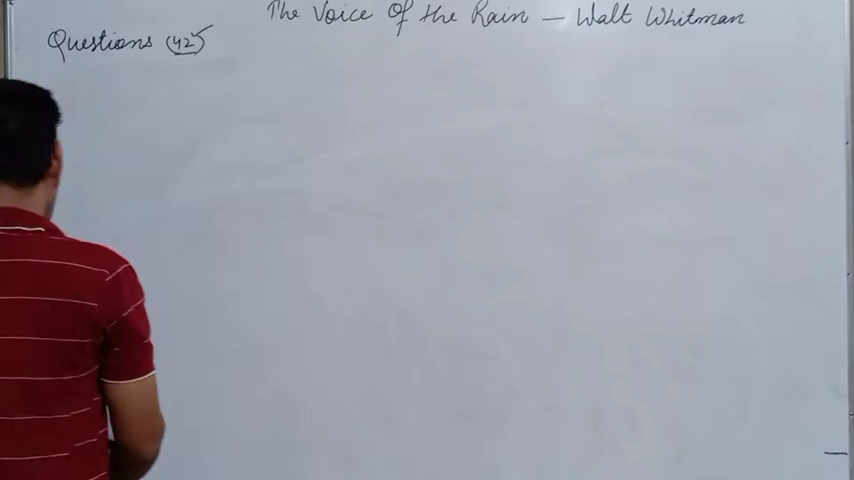 The Voice Of the Rain — Walt Whitman
Questions (42)